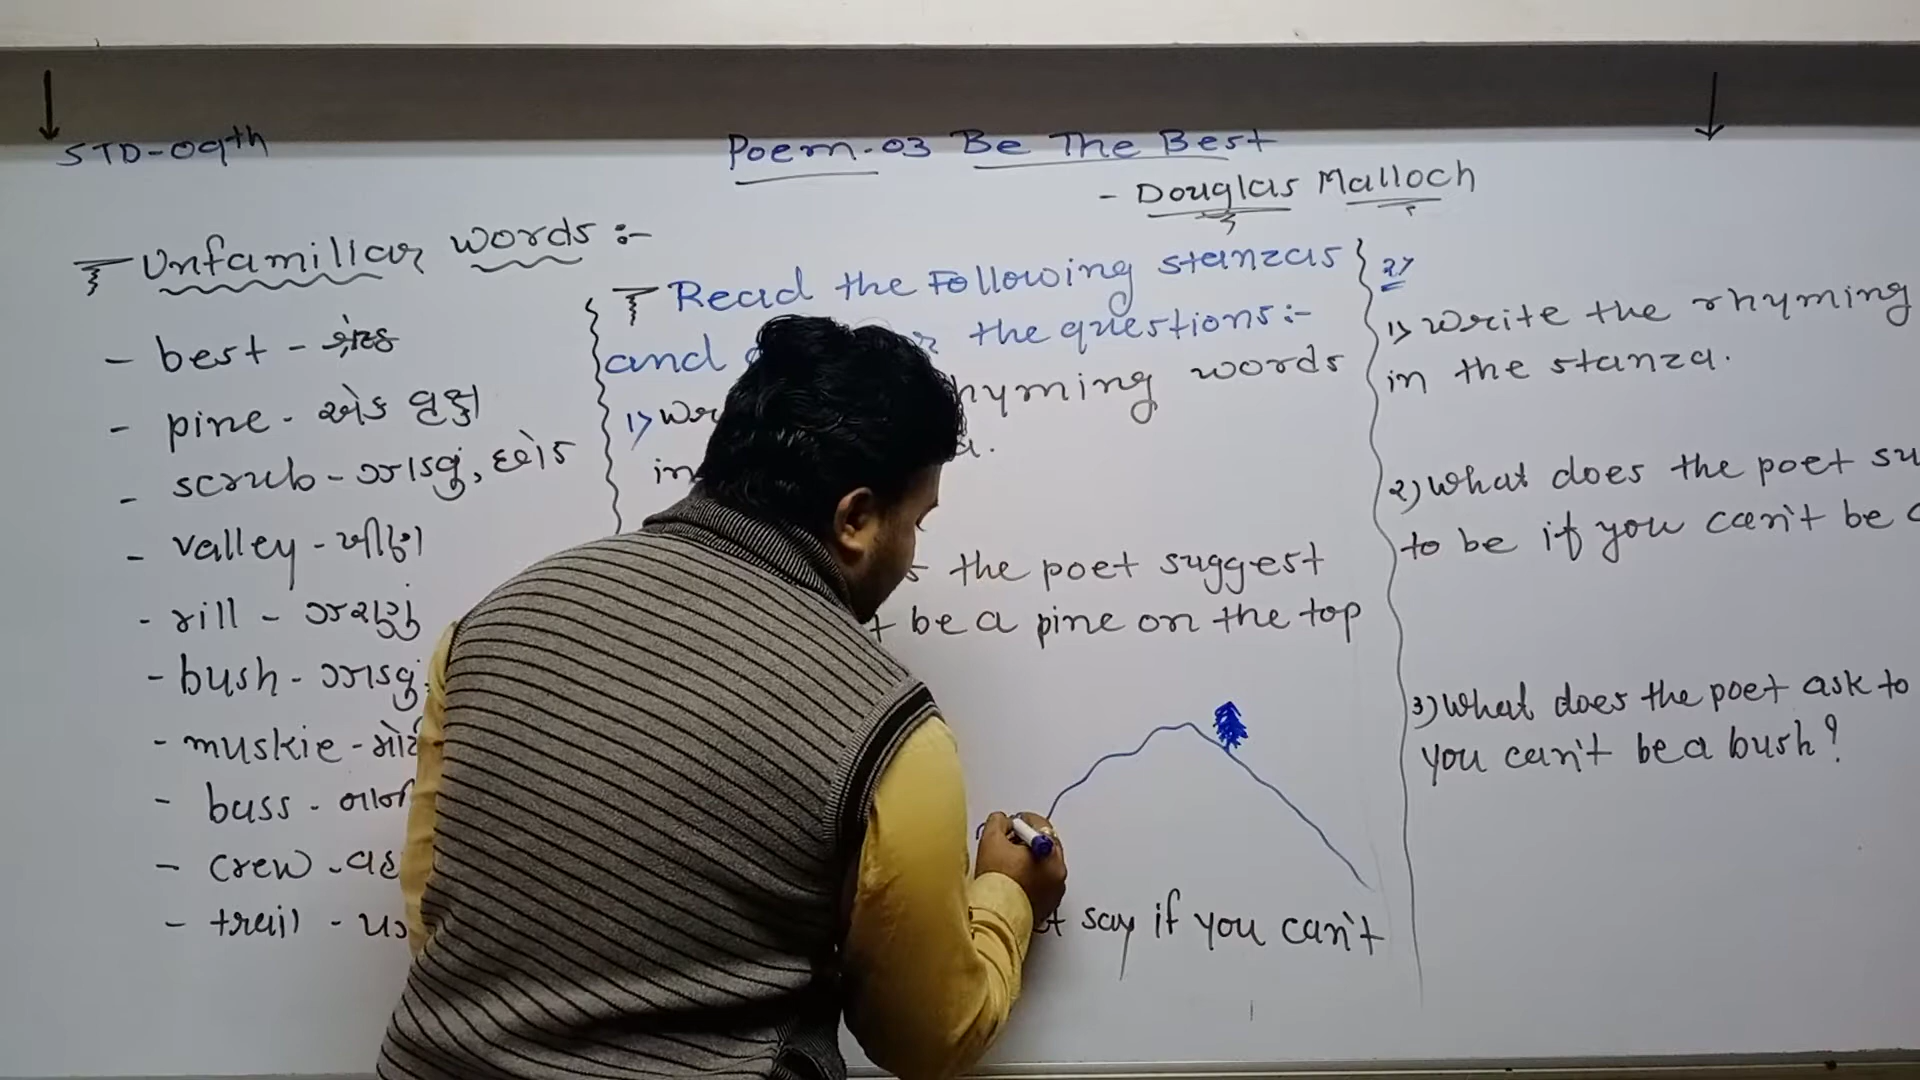 STD-09th
Poem-03 Be The Best
- Douglas Malloch
Unfamiliar words :-
- best - શ્રેષ્ઠ
- pine - એક વૃક્ષ
- scrub - ઝાડવું, છોડ
- valley - ખીણ
- rill - ઝરણું
- bush - ઝાડવું
- muskie -
- bass -
- crew -
- trail -
Read the Following stanzas
and the questions:-
1) rhyming words
in
the poet suggest
be a pine on the top
say if you can't
2)
1) write the rhyming
in the stanza.
2) What does the poet
to be if you can't be
3) What does the poet ask to
you can't be a bush?